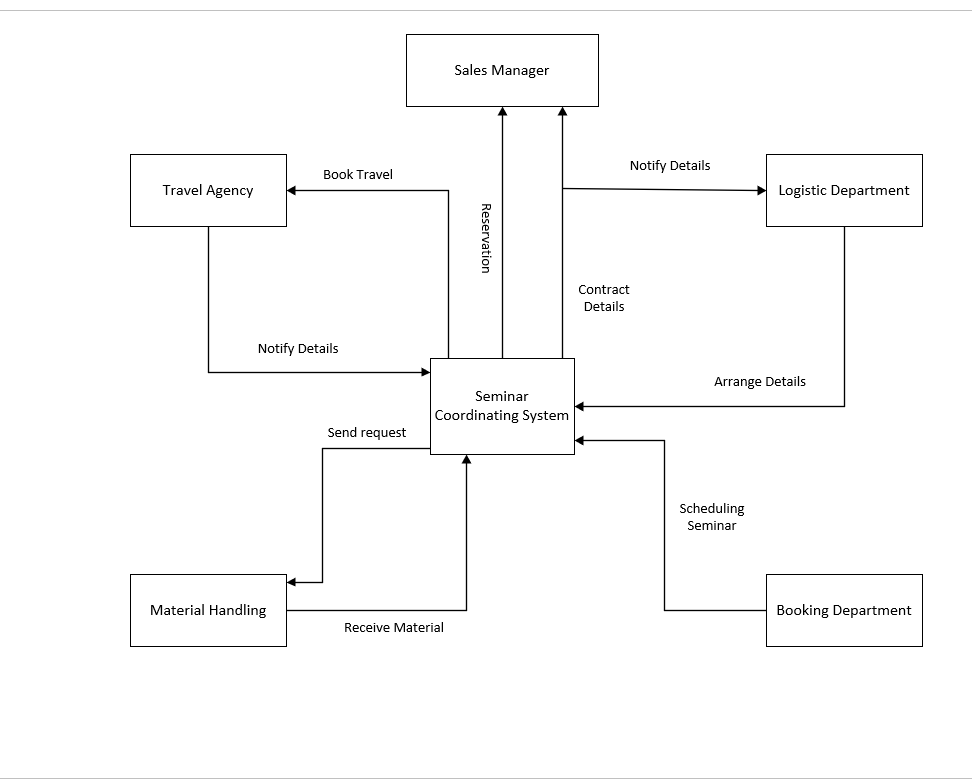 Sales Manager
Travel Agency
Book Travel
Reservation
Notify Details
Logistic Department
Contract
Details
Notify Details
Seminar
Coordinating System
Arrange Details
Send request
Scheduling
Seminar
Material Handling
Receive Material
Booking Department